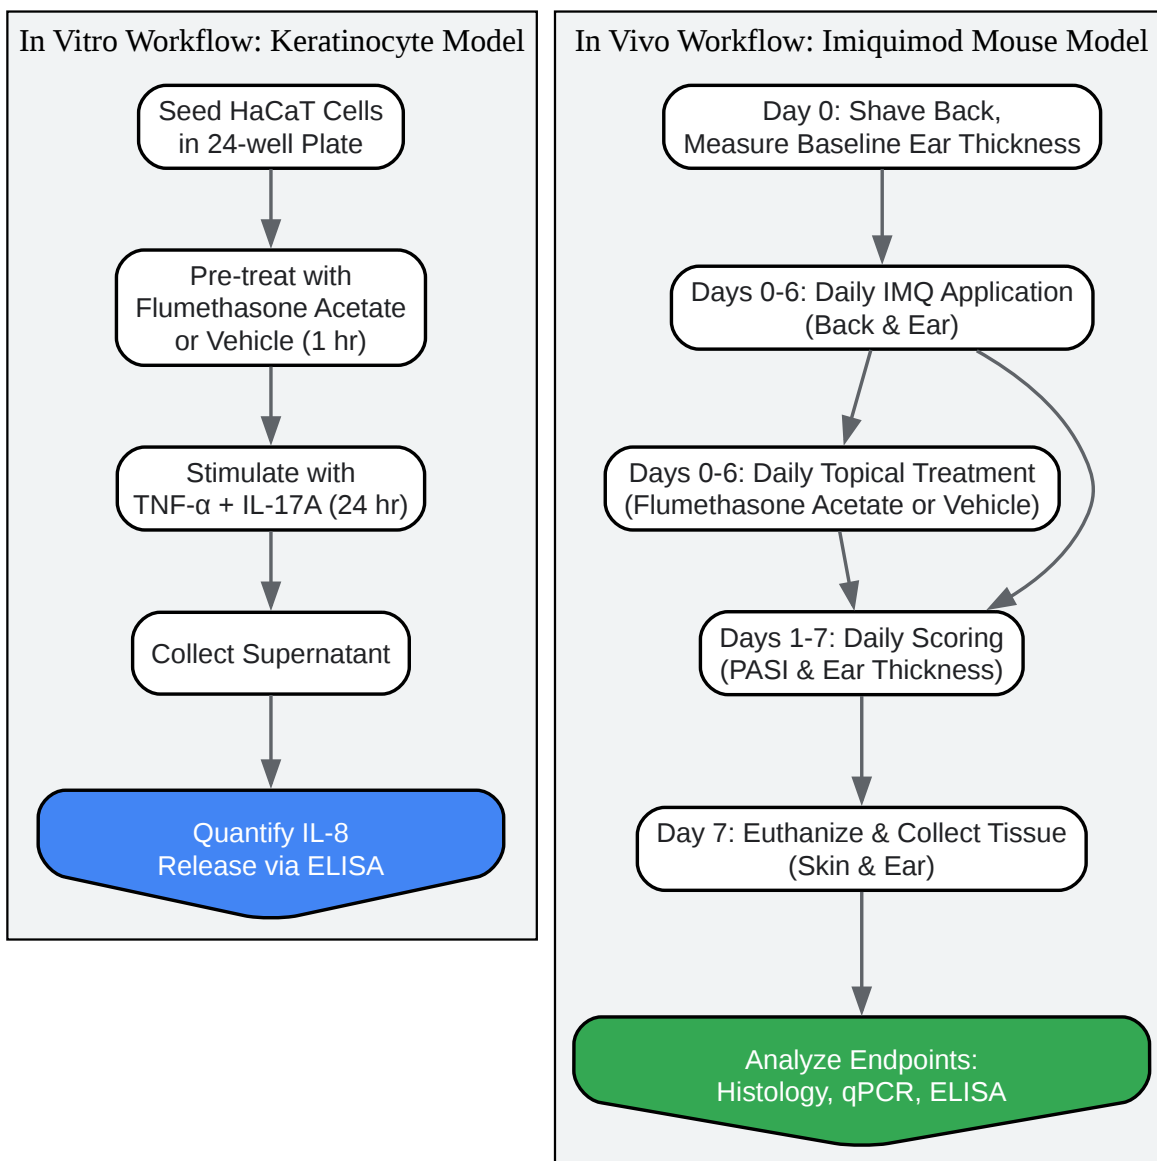 In Vitro Workflow: Keratinocyte Model
Seed HaCaT Cells
in 24-well Plate
Pre-treat with
Flumethasone Acetate
or Vehicle (1 hr)
Stimulate with
TNF-α + IL-17A (24 hr)
Collect Supernatant
Quantify IL-8
Release via ELISA
In Vivo Workflow: Imiquimod Mouse Model
Day 0: Shave Back,
Measure Baseline Ear Thickness
Days 0-6: Daily IMQ Application
(Back & Ear)
Days 0-6: Daily Topical Treatment
(Flumethasone Acetate or Vehicle)
Days 1-7: Daily Scoring
(PASI & Ear Thickness)
Day 7: Euthanize & Collect Tissue
(Skin & Ear)
Analyze Endpoints:
Histology, qPCR, ELISA